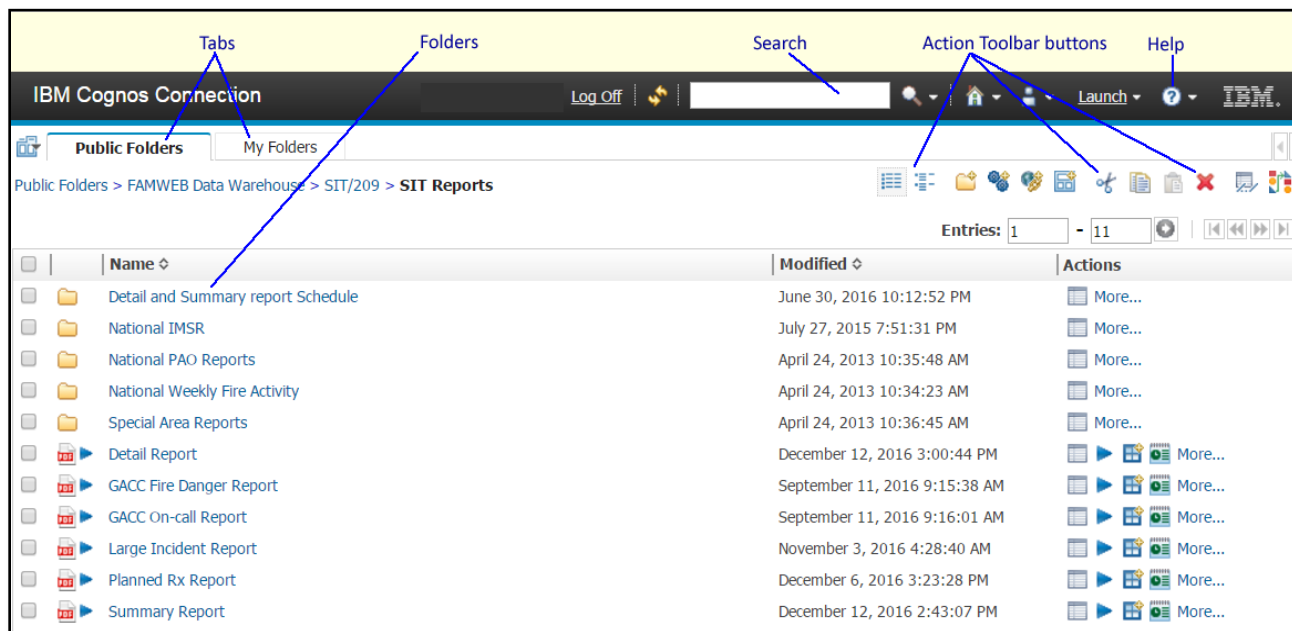 Tabs Folders Search Action Toolbar buttons Help
IBM Cognos Connection Log Off Launch IBM.
Public Folders My Folders
Public Folders > FAMWEB Data Warehouse > SIT/209 > SIT Reports
Entries: 1 - 11
Name Modified Actions
Detail and Summary report Schedule June 30, 2016 10:12:52 PM More...
National IMSR July 27, 2015 7:51:31 PM More...
National PAO Reports April 24, 2013 10:35:48 AM More...
National Weekly Fire Activity April 24, 2013 10:34:23 AM More...
Special Area Reports April 24, 2013 10:36:45 AM More...
Detail Report December 12, 2016 3:00:44 PM More...
GACC Fire Danger Report September 11, 2016 9:15:38 AM More...
GACC On-call Report September 11, 2016 9:16:01 AM More...
Large Incident Report November 3, 2016 4:28:40 AM More...
Planned Rx Report December 6, 2016 3:23:28 PM More...
Summary Report December 12, 2016 2:43:07 PM More...